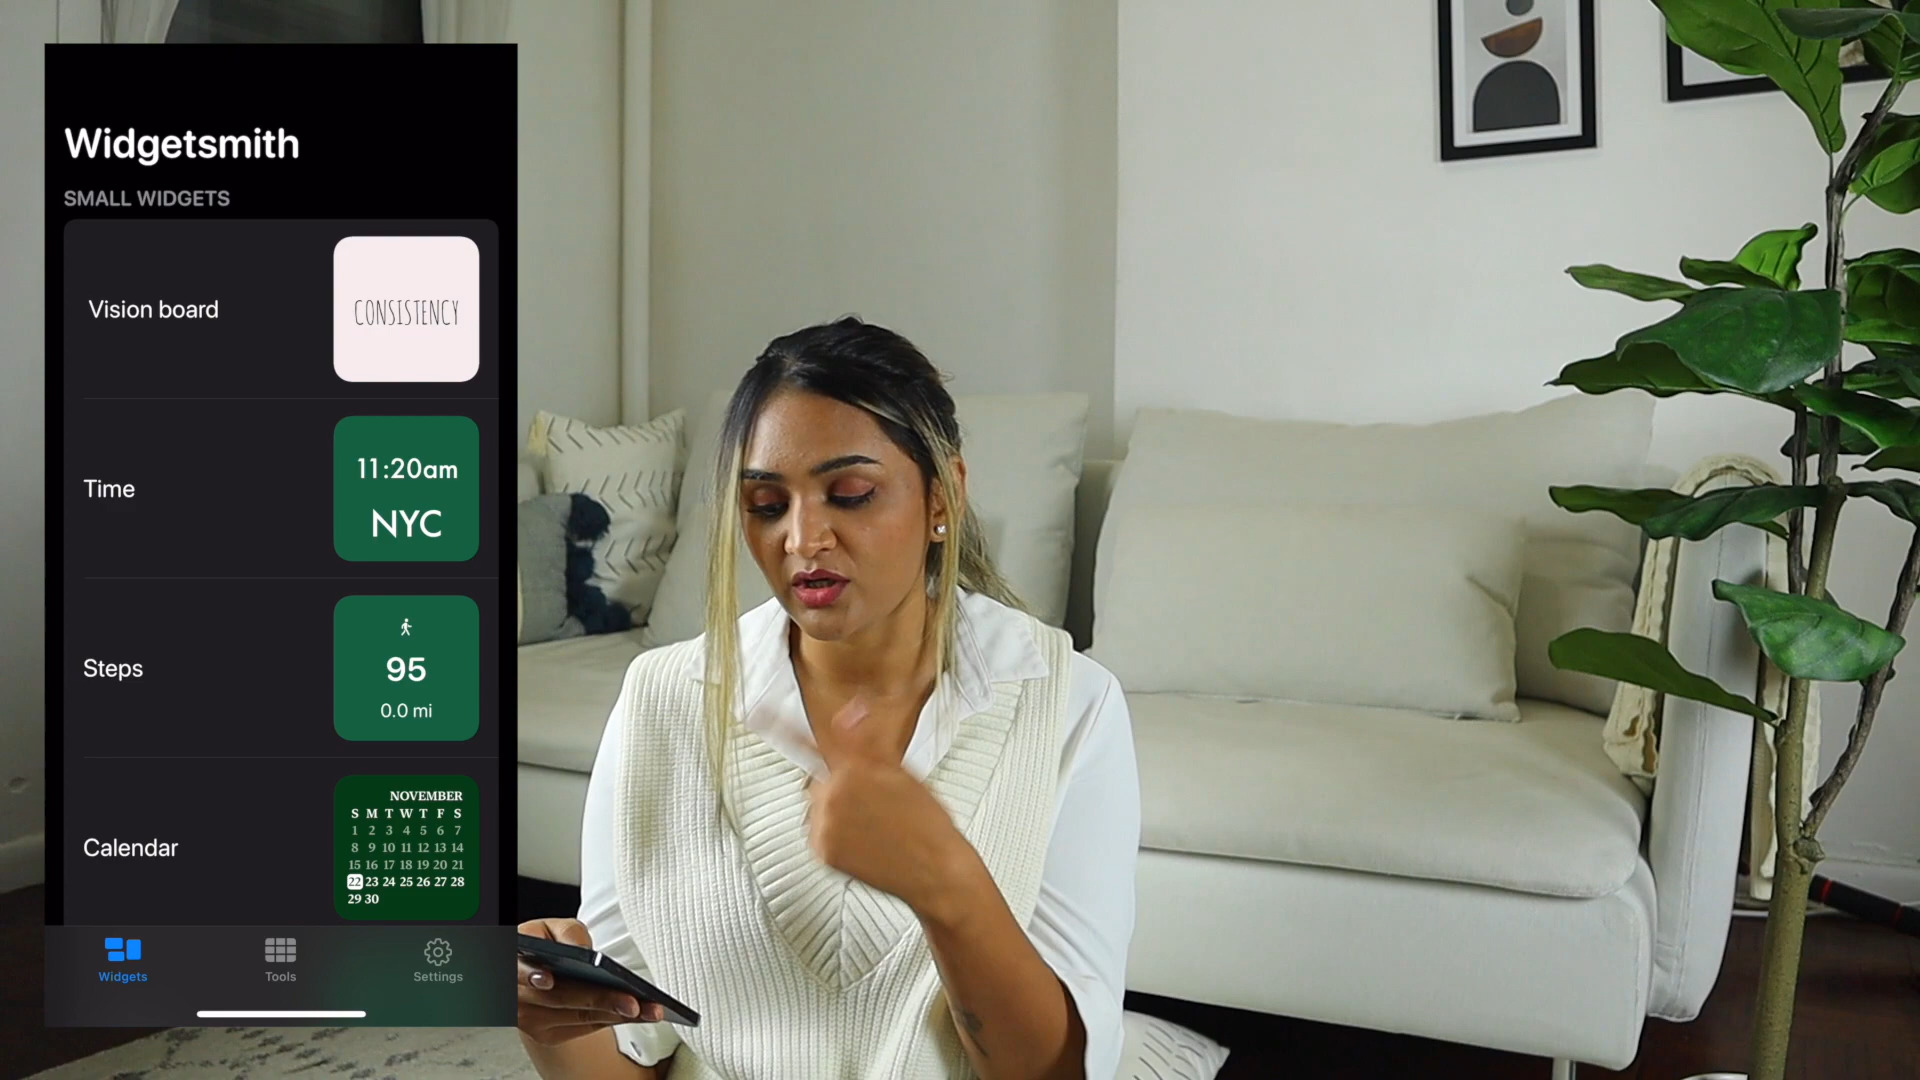 Widgetsmith
SMALL WIDGETS
Vision board
CONSISTENCY
Time
11:20am
NYC
Steps
95
0.0 mi
Calendar
NOVEMBER
S M T W T F S
1 2 3 4 5 6 7
8 9 10 11 12 13 14
15 16 17 18 19 20 21
22 23 24 25 26 27 28
29 30
Widgets
Tools
Settings